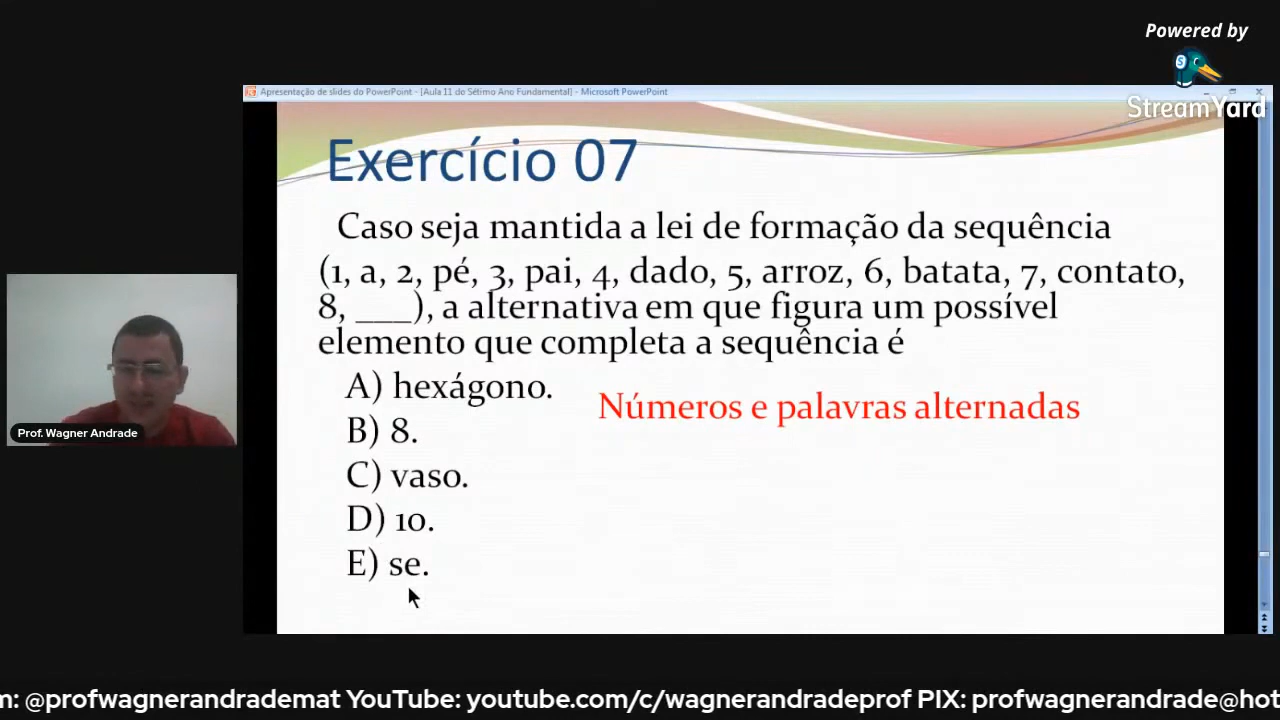 Powered by
StreamYard
Apresentação de slides do PowerPoint - [Aula 11 do Sétimo Ano Fundamental] - Microsoft PowerPoint
Exercício 07
Caso seja mantida a lei de formação da sequência
(1, a, 2, pé, 3, pai, 4, dado, 5, arroz, 6, batata, 7, contato,
8, ___), a alternativa em que figura um possível
elemento que completa a sequência é
A) hexágono.
Números e palavras alternadas
B) 8.
C) vaso.
D) 10.
E) se.
Prof. Wagner Andrade
m: @profwagnerandrademat YouTube: youtube.com/c/wagnerandradeprof PIX: profwagnerandrade@hot